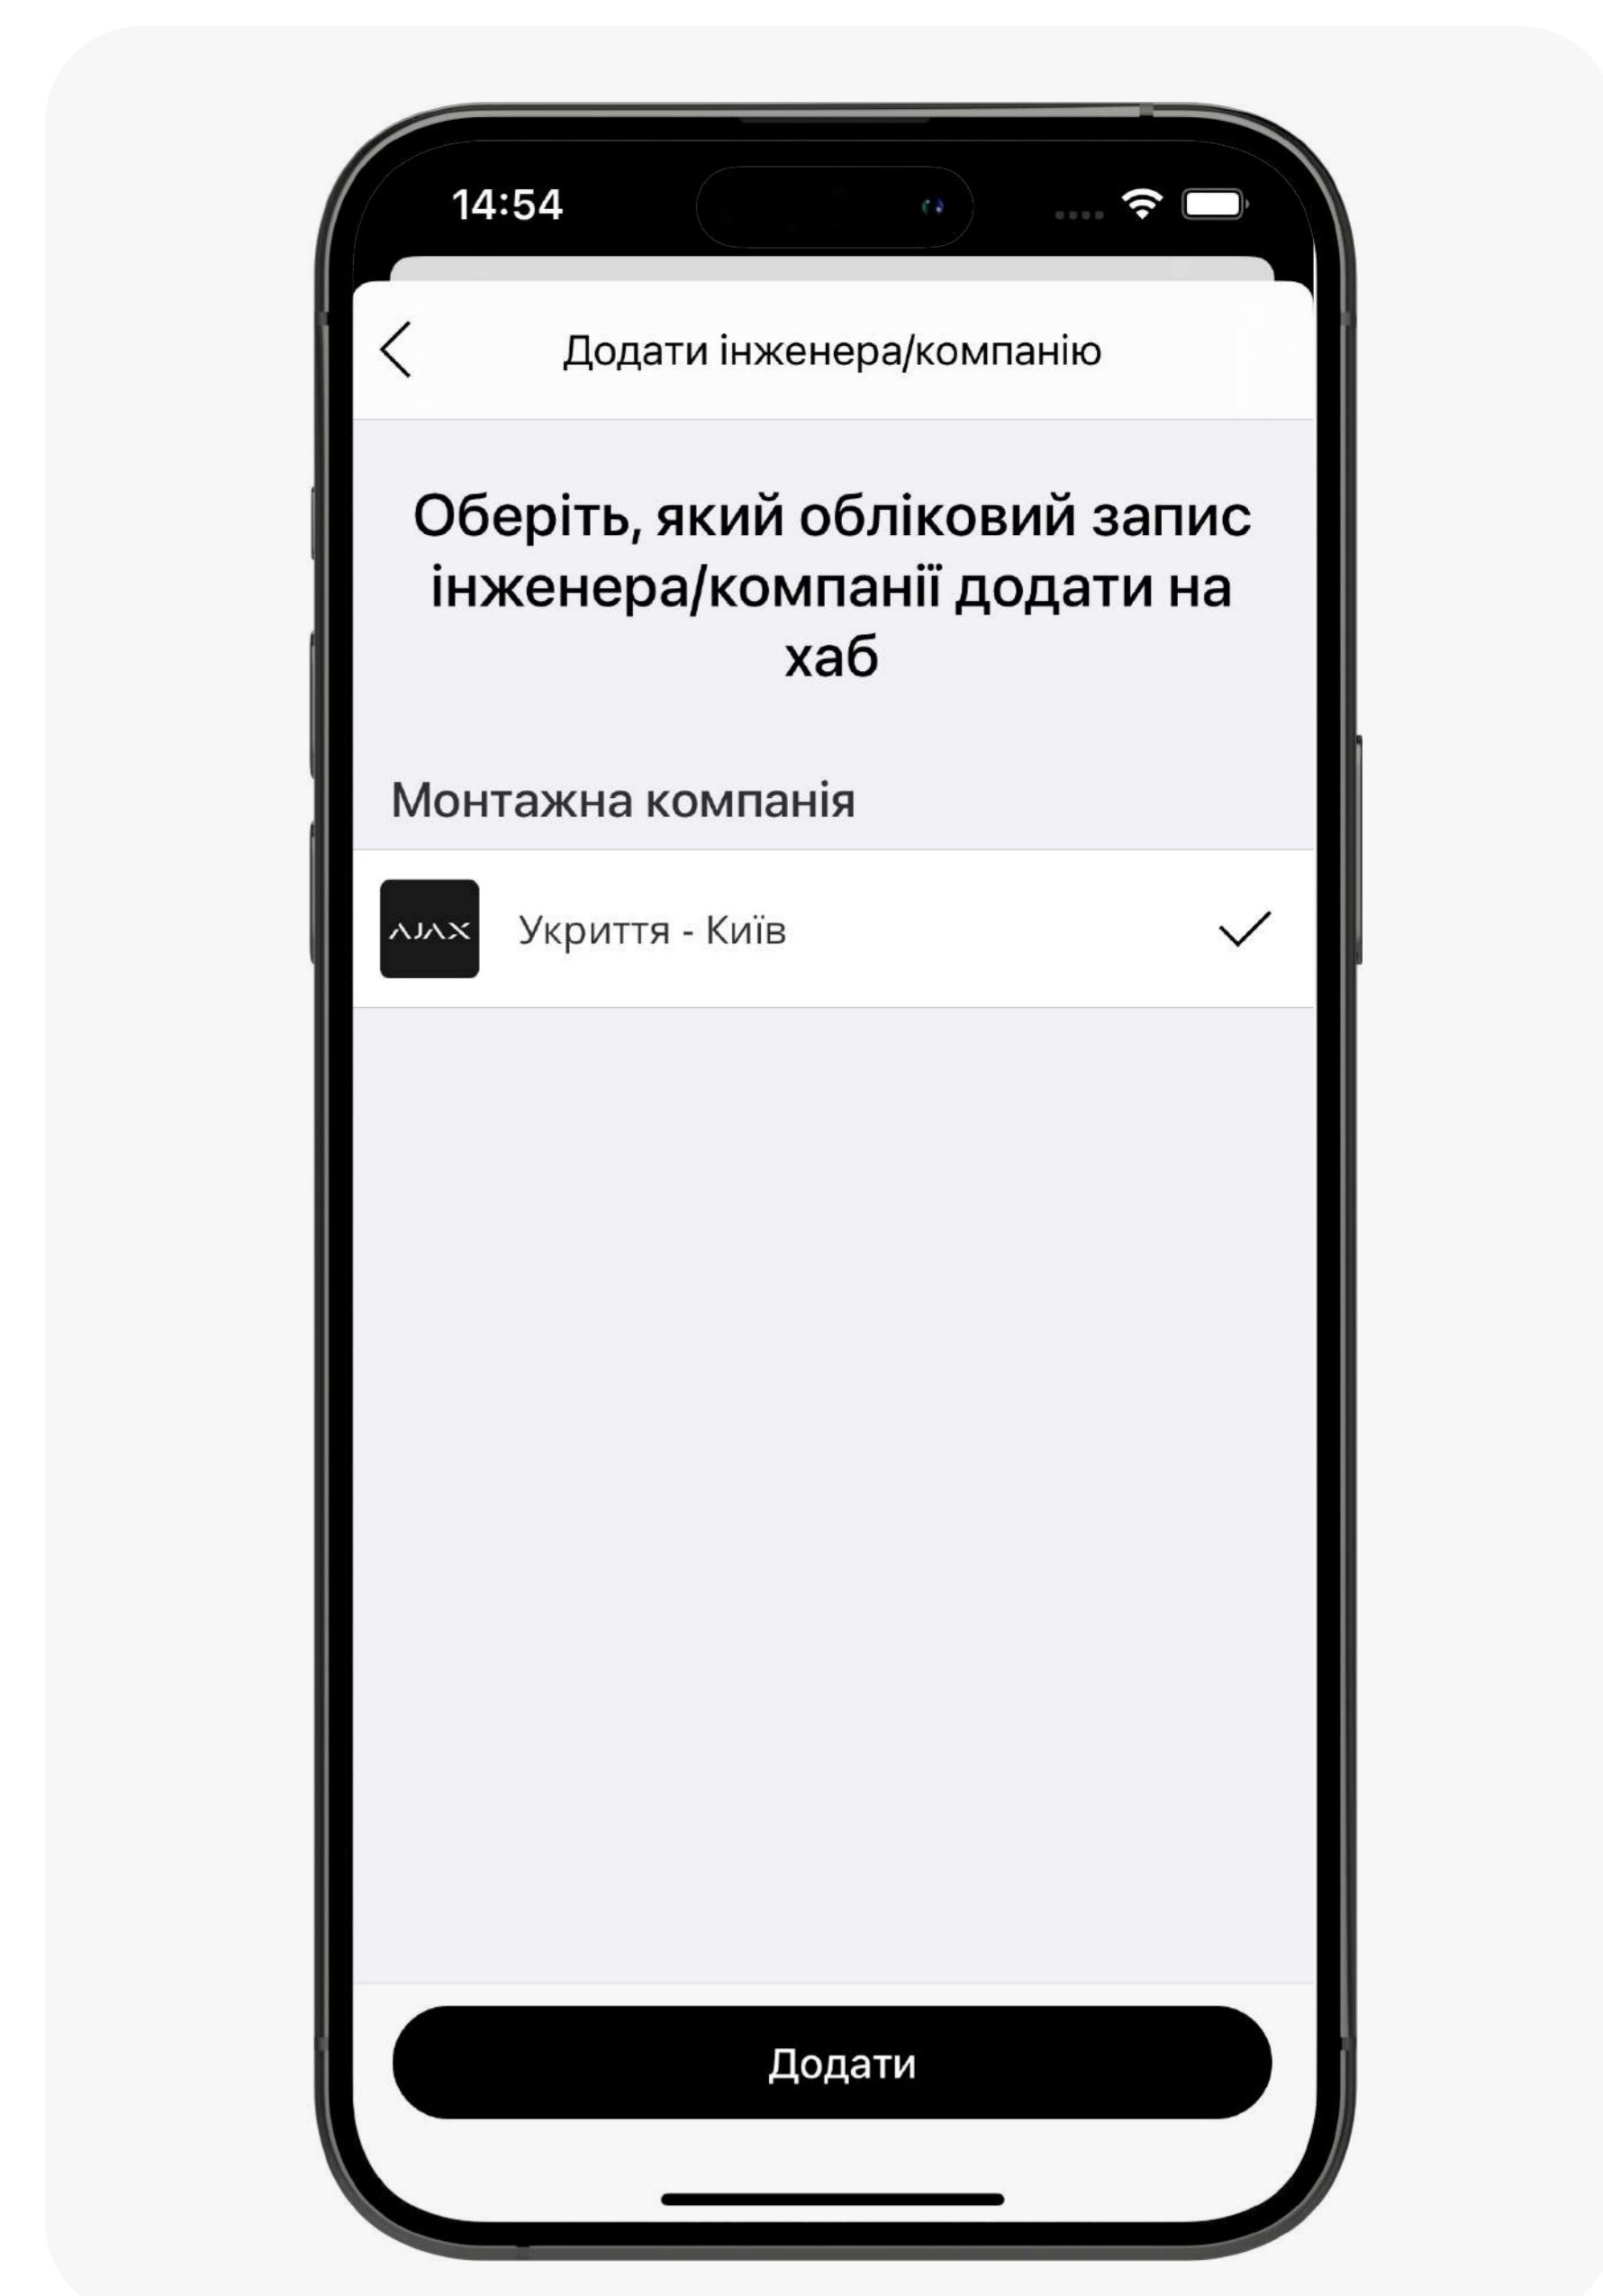 14:54
Додати інженера/компанію
Оберіть, який обліковий запис
інженера/компанії додати на
хаб
Монтажна компанія
AJAX Укриття - Київ
Додати